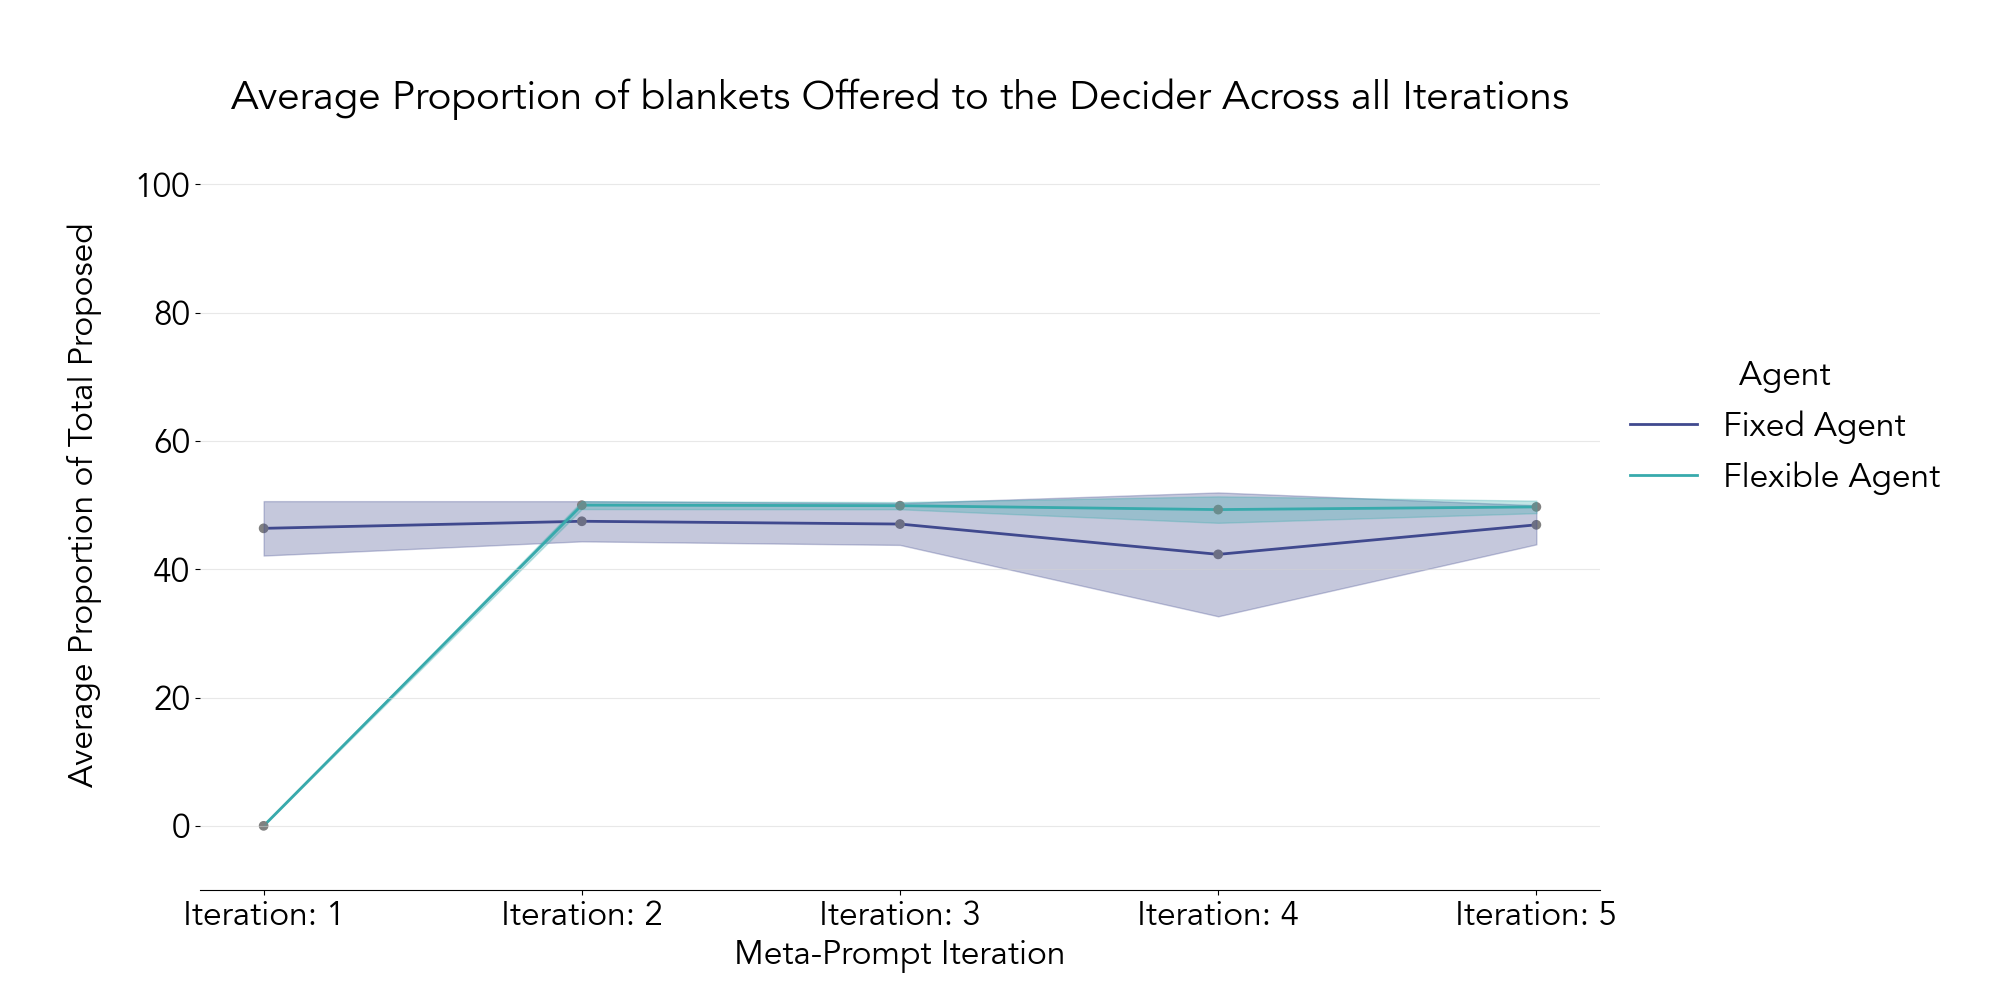 Average Proportion of blankets Offered to the Decider Across all Iterations
Average Proportion of Total Proposed
100
80
60
40
20
0
Iteration: 1
Iteration: 2
Iteration: 3
Iteration: 4
Iteration: 5
Meta-Prompt Iteration
Agent
Fixed Agent
Flexible Agent